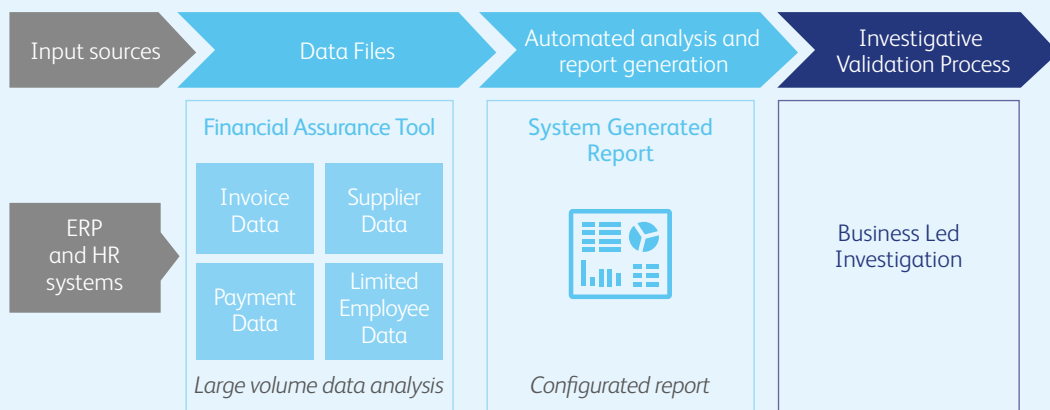 Input sources
Data Files
Automated analysis and
report generation
Investigative
Validation Process
ERP
and HR
systems
Financial Assurance Tool
Invoice
Data
Supplier
Data
Payment
Data
Limited
Employee
Data
Large volume data analysis
System Generated
Report
Configurated report
Business Led
Investigation